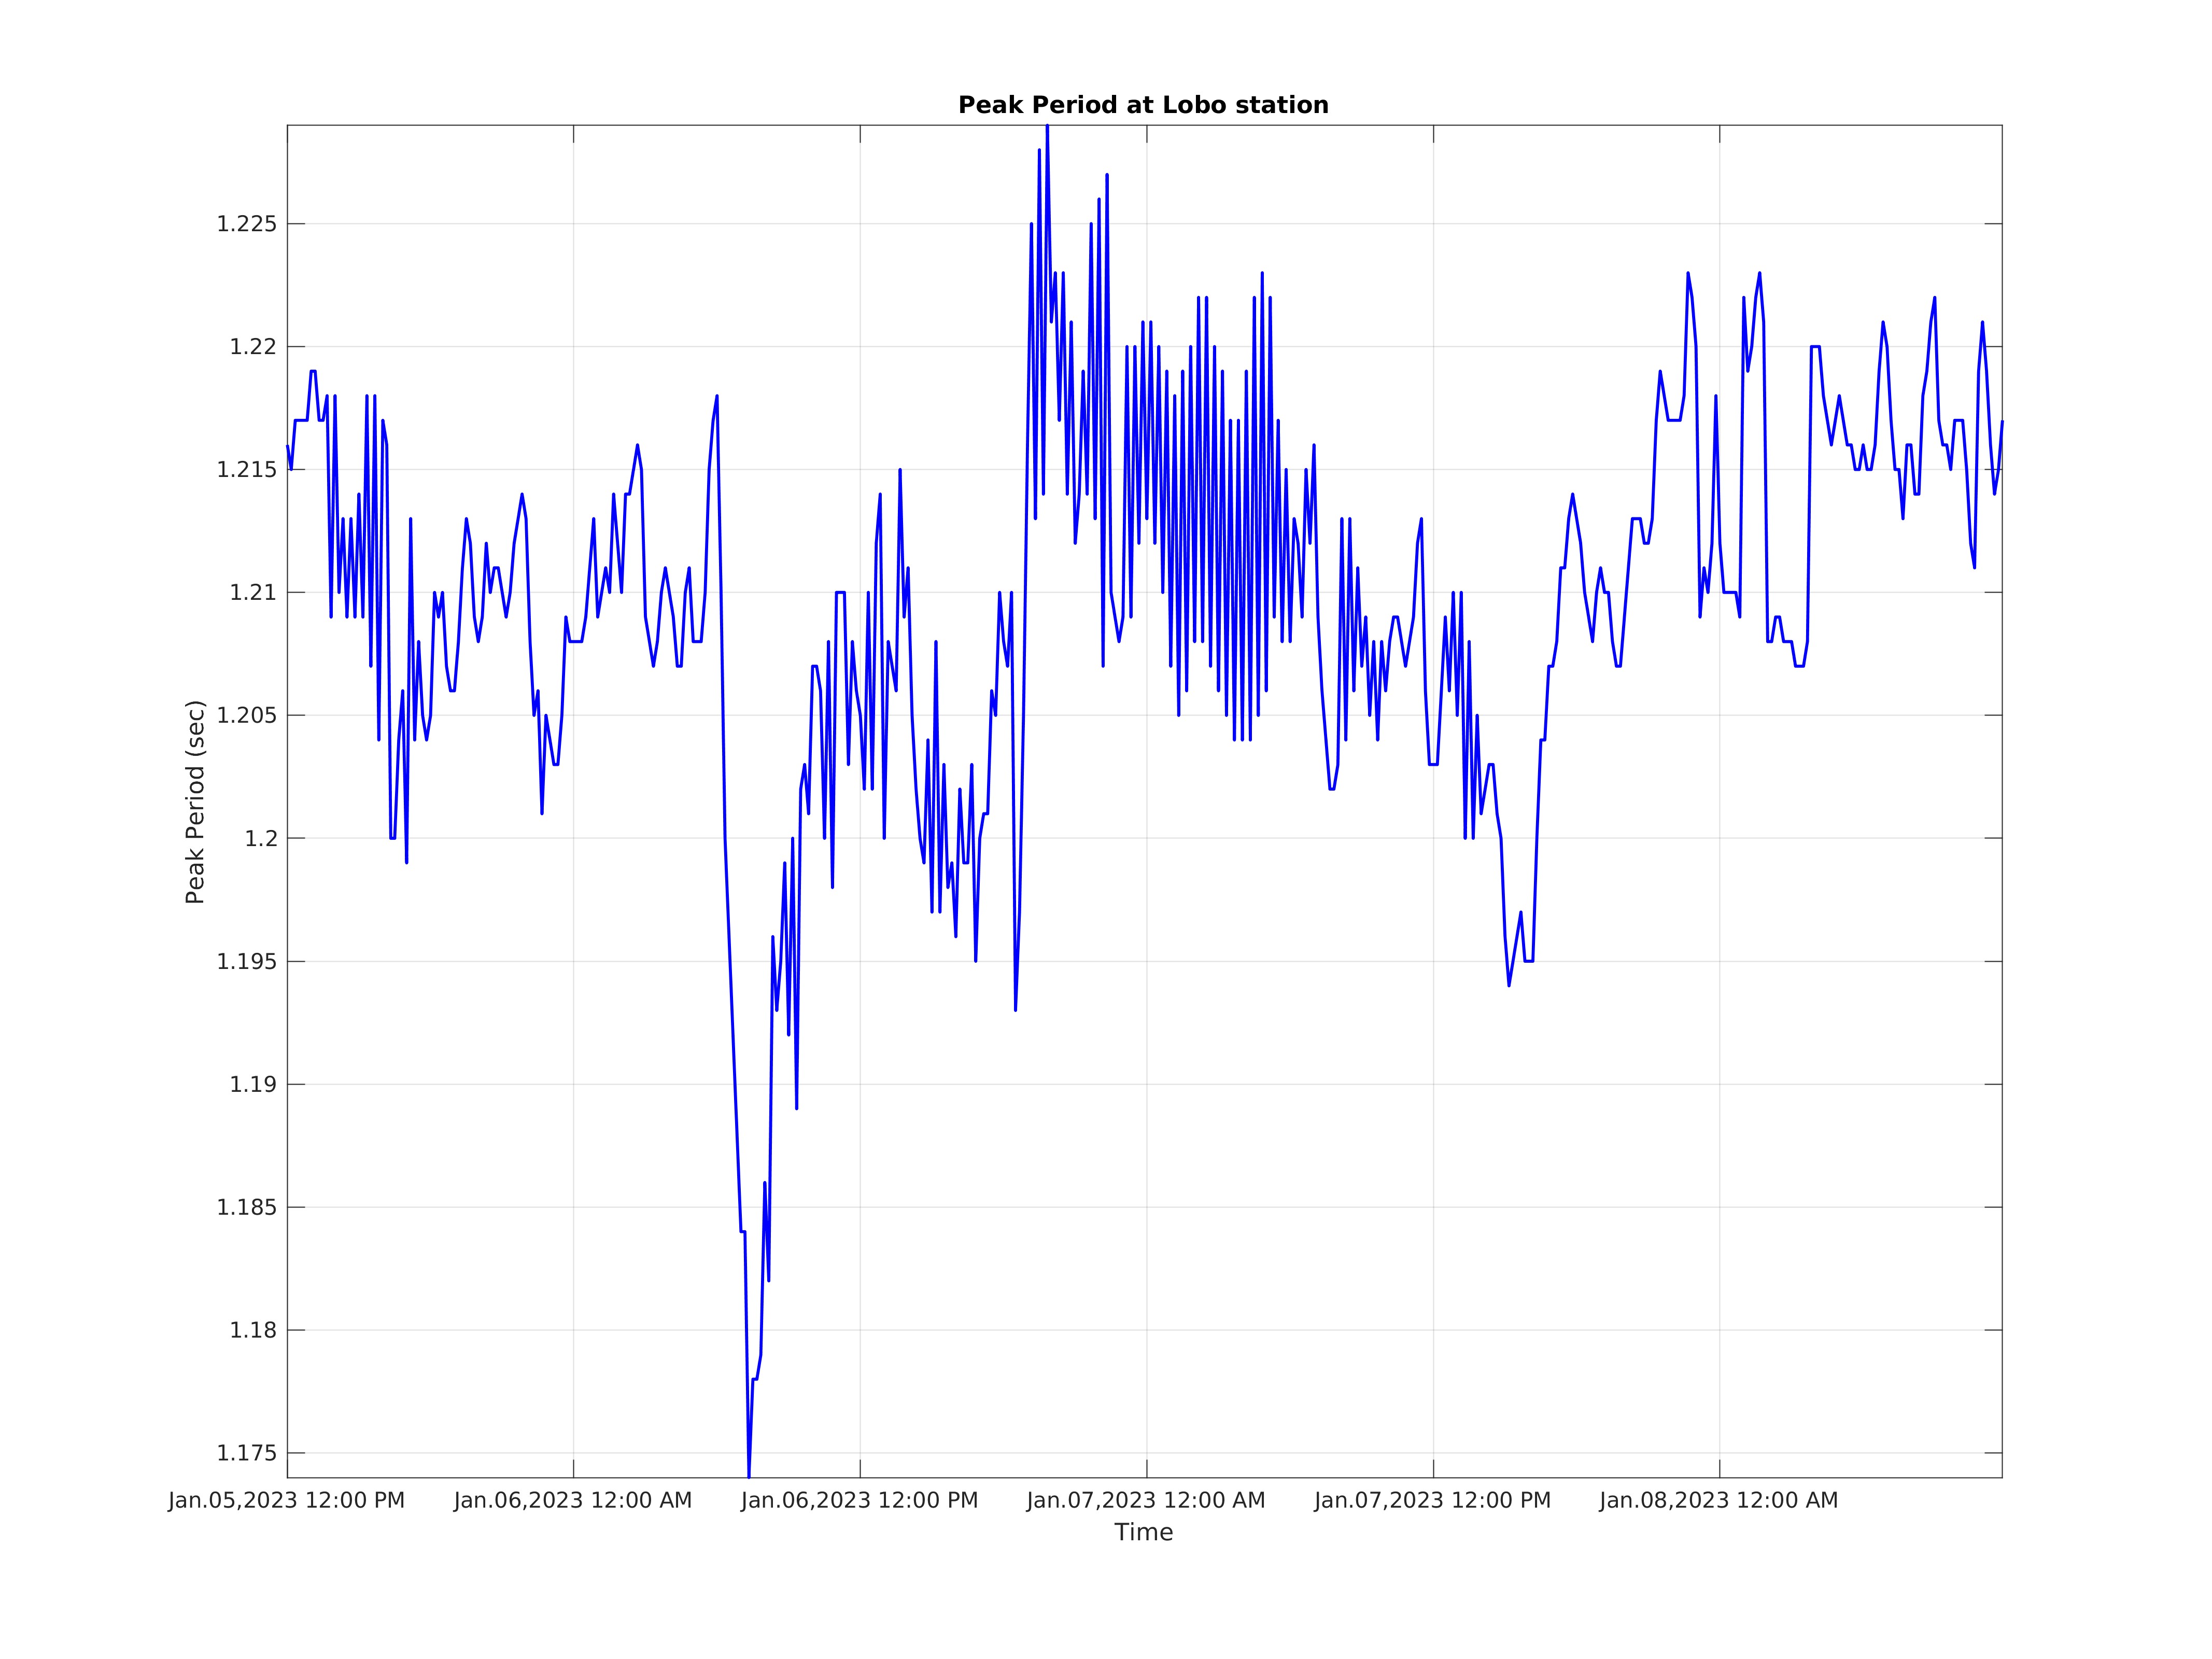 Peak Period at Lobo station
Peak Period (sec)
1.225
1.22
1.215
1.21
1.205
1.2
1.195
1.19
1.185
1.18
1.175
Jan.05,2023 12:00 PM Jan.06,2023 12:00 AM Jan.06,2023 12:00 PM Jan.07,2023 12:00 AM Jan.07,2023 12:00 PM Jan.08,2023 12:00 AM
Time